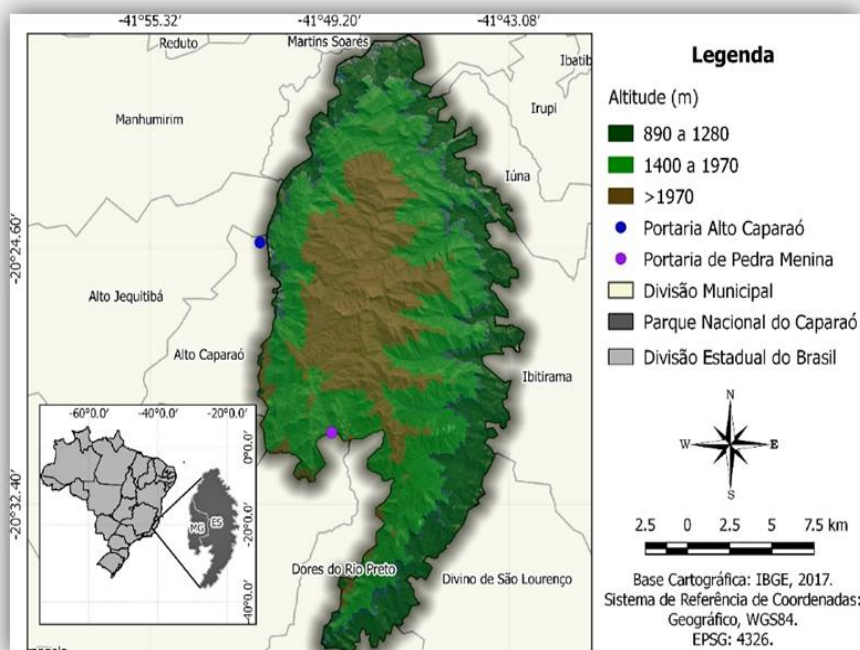 -41°55.32'
-41°49.20'
-41°43.08'
Reduto
Martins Soares
Ibatib
Manhumirim
Irupi
Iúna
-20°24.60'
Alto Jequitibá
Alto Caparaó
Ibitirama
-20°32.40'
Dores do Rio Preto
Divino de São Lourenço
-60°0.0'
-40°0.0'
-20°0.0'
0°0.0'
-20°0.0'
-40°0.0'
MG
ES
Legenda
Altitude (m)
890 a 1280
1400 a 1970
>1970
Portaria Alto Caparaó
Portaria de Pedra Menina
Divisão Municipal
Parque Nacional do Caparaó
Divisão Estadual do Brasil
N
W
E
S
2.5 0 2.5 5 7.5 km
Base Cartográfica: IBGE, 2017.
Sistema de Referência de Coordenadas:
Geográfico, WGS84.
EPSG: 4326.